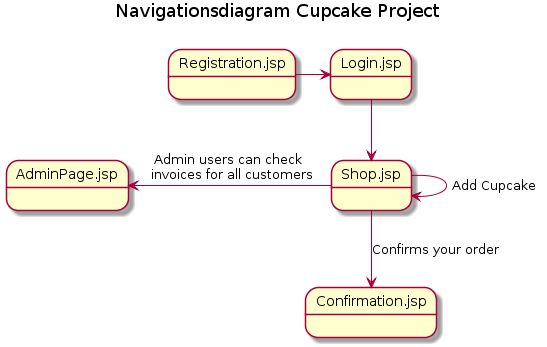 Navigationsdiagram Cupcake Project
Registration.jsp
Login.jsp
Admin users can check
invoices for all customers
AdminPage.jsp
Shop.jsp
Add Cupcake
Confirms your order
Confirmation.jsp